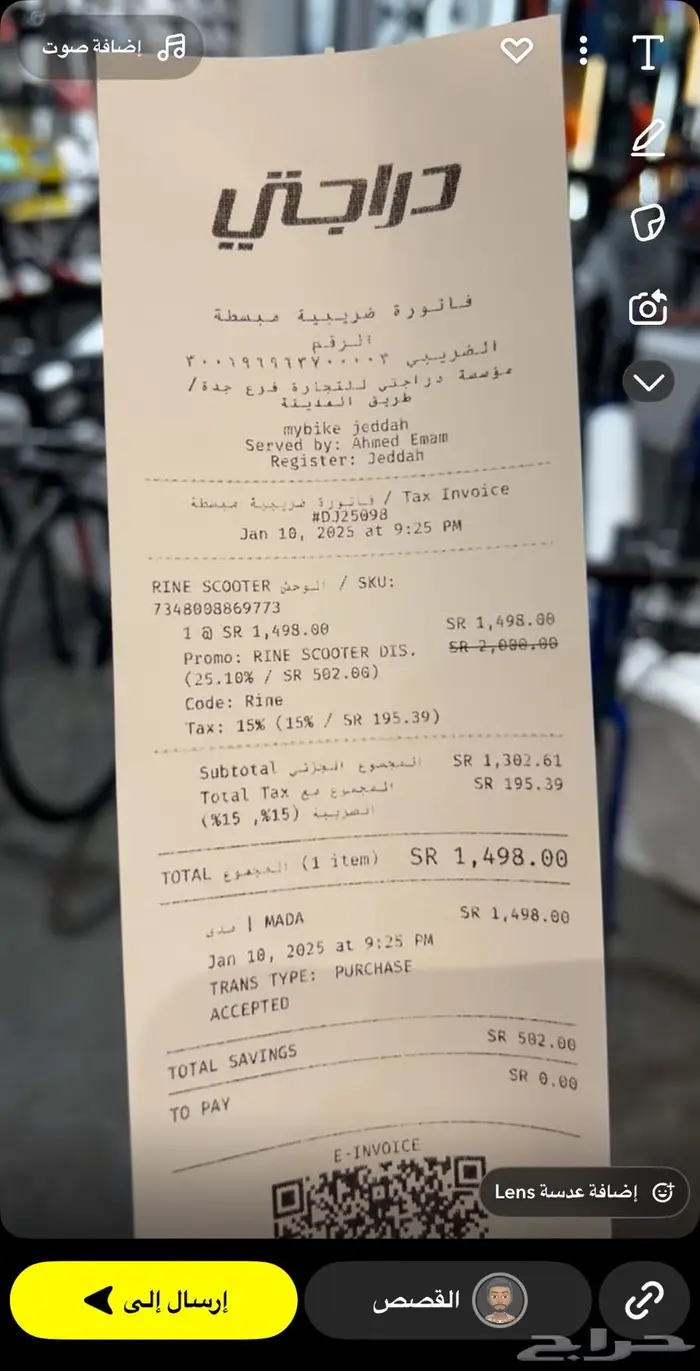 إضافة صوت
T
دراجتي
فاتورة ضريبية مبسطة
الرقم
الضريبي ٣٠٠١٩٦٩٦٣٧٠٠٠٠٣
مؤسسة دراجتي للتجارة فرع جدة/
طريق المدينة
mybike jeddah
Served by: Ahmed Emam
Register: Jeddah
فاتورة ضريبية مبسطة / Tax Invoice
#DJ25098
Jan 10, 2025 at 9:25 PM
RINE SCOOTER الوحش / SKU:
7348008869773
1 @ SR 1,498.00 SR 1,498.00
Promo: RINE SCOOTER DIS. SR 2,000.00
(25.10% / SR 502.00)
Code: Rine
Tax: 15% (15% / SR 195.39)
Subtotal المجموع الجزئي SR 1,302.61
Total Tax المجموع مع SR 195.39
الضريبة (15%, 15%)
TOTAL المجموع (1 item) SR 1,498.00
مدى | MADA SR 1,498.00
Jan 10, 2025 at 9:25 PM
TRANS TYPE: PURCHASE
ACCEPTED
TOTAL SAVINGS SR 502.00
TO PAY SR 0.00
E-INVOICE
إضافة عدسة Lens
إرسال إلى
القصص
حراج